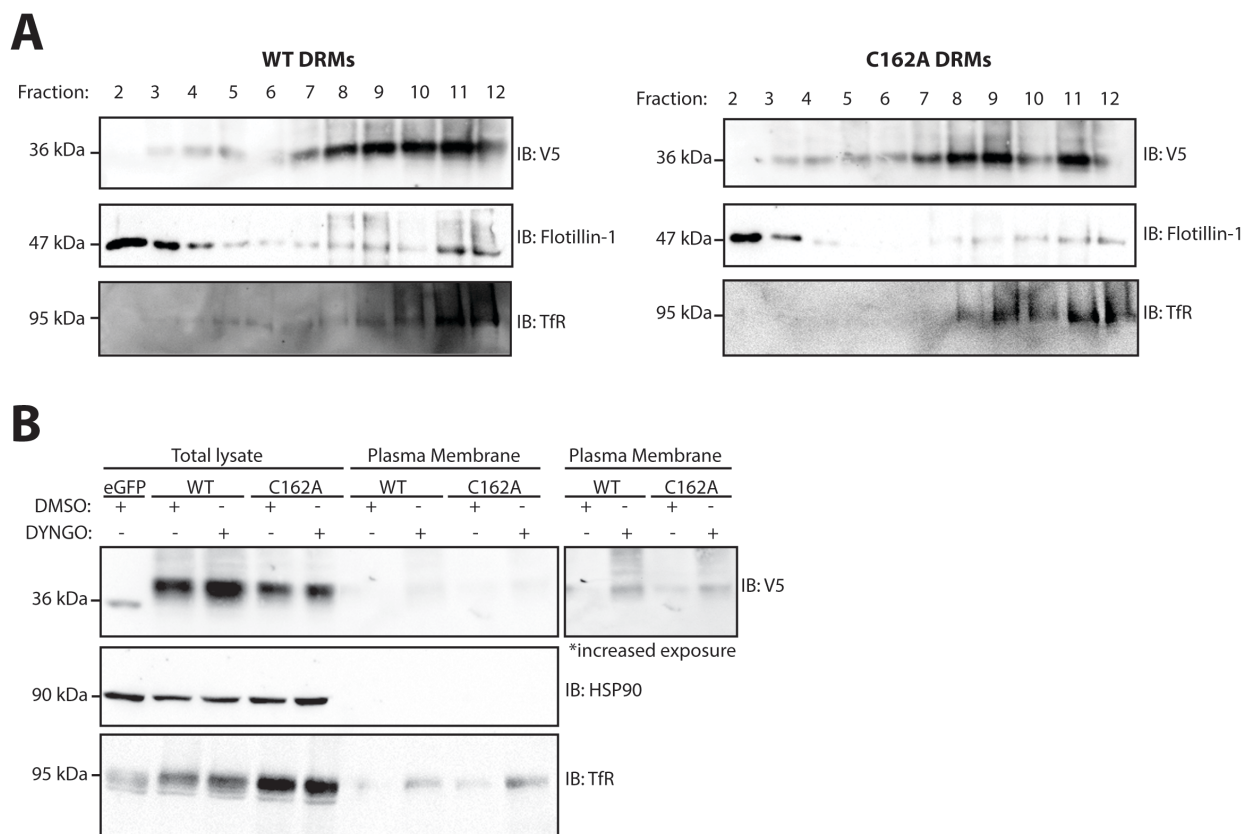 A
WT DRMs
Fraction: 2 3 4 5 6 7 8 9 10 11 12
36 kDa IB: V5
47 kDa IB: Flotillin-1
95 kDa IB: TfR
C162A DRMs
Fraction: 2 3 4 5 6 7 8 9 10 11 12
36 kDa IB: V5
47 kDa IB: Flotillin-1
95 kDa IB: TfR
B
Total lysate Plasma Membrane Plasma Membrane
eGFP WT C162A WT C162A WT C162A
DMSO: + + - + - + - + - + - + -
DYNGO: - - + - + - + - + - + - +
36 kDa IB: V5
*increased exposure
90 kDa IB: HSP90
95 kDa IB: TfR